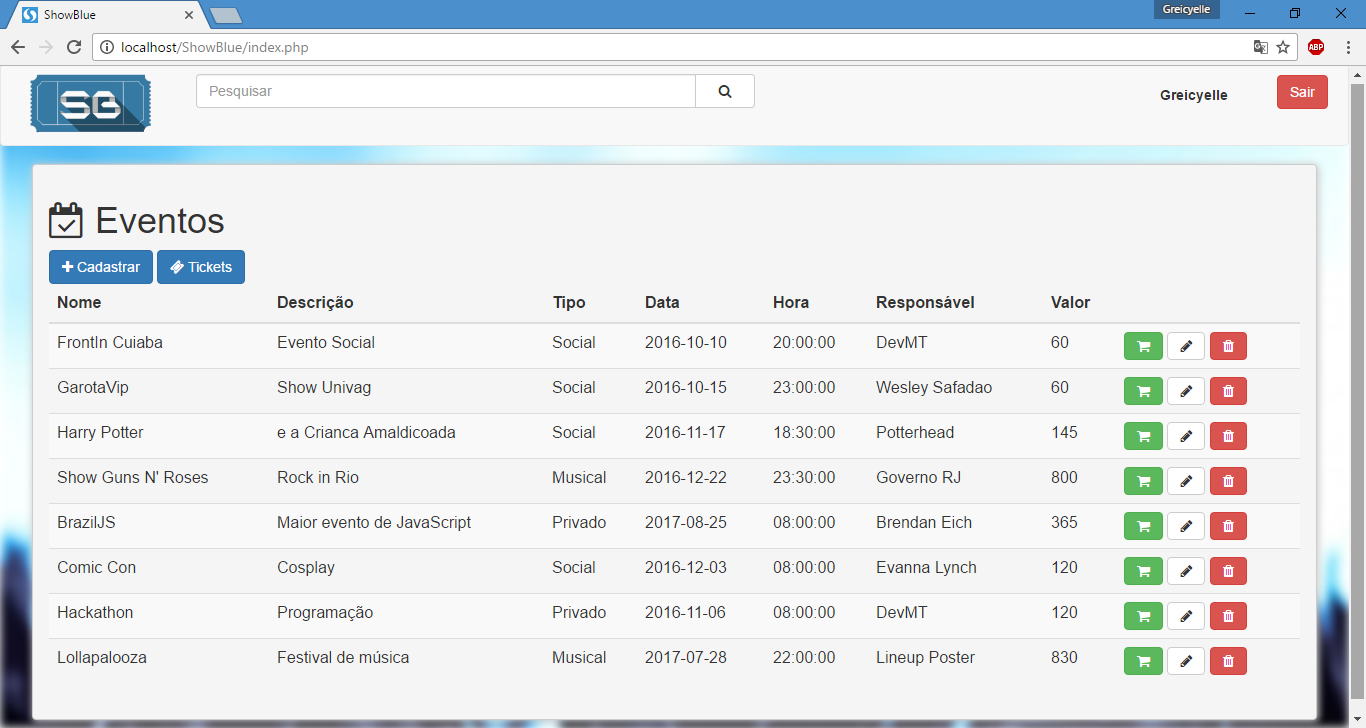 ShowBlue
Greicyelle
localhost/ShowBlue/index.php
ABP
SB
Pesquisar
Greicyelle
Sair
Eventos
Cadastrar Tickets
Nome Descrição Tipo Data Hora Responsável Valor
FrontIn Cuiaba Evento Social Social 2016-10-10 20:00:00 DevMT 60
GarotaVip Show Univag Social 2016-10-15 23:00:00 Wesley Safadao 60
Harry Potter e a Crianca Amaldicoada Social 2016-11-17 18:30:00 Potterhead 145
Show Guns N' Roses Rock in Rio Musical 2016-12-22 23:30:00 Governo RJ 800
BrazilJS Maior evento de JavaScript Privado 2017-08-25 08:00:00 Brendan Eich 365
Comic Con Cosplay Social 2016-12-03 08:00:00 Evanna Lynch 120
Hackathon Programação Privado 2016-11-06 08:00:00 DevMT 120
Lollapalooza Festival de música Musical 2017-07-28 22:00:00 Lineup Poster 830